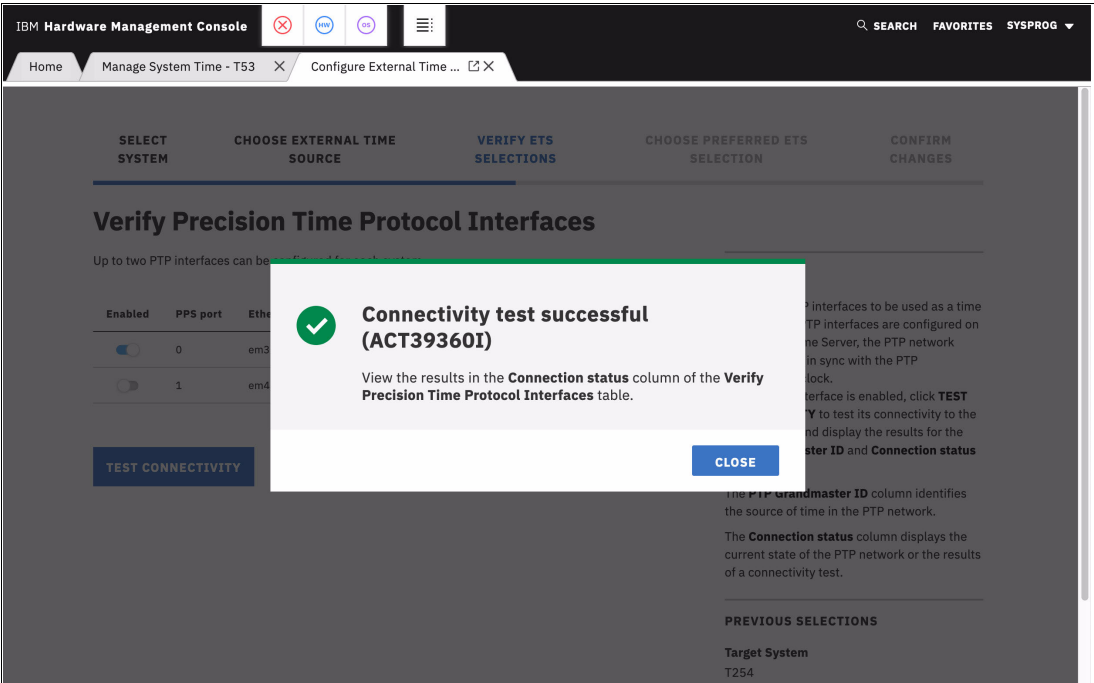 IBM Hardware Management Console
HW
OS
SEARCH FAVORITES SYSPROG
Home
Manage System Time - T53
Configure External Time ...
SELECT
SYSTEM
CHOOSE EXTERNAL TIME
SOURCE
VERIFY ETS
SELECTIONS
CHOOSE PREFERRED ETS
SELECTION
CONFIRM
CHANGES
Verify Precision Time Protocol Interfaces
Up to two PTP interfaces can be configured for each system.
Enabled PPS port Ethe
0 em3
1 em4
TEST CONNECTIVITY
Connectivity test successful
(ACT39360I)
View the results in the Connection status column of the Verify
Precision Time Protocol Interfaces table.
CLOSE
interfaces to be used as a time
TP interfaces are configured on
ne Server, the PTP network
in sync with the PTP
lock.
terface is enabled, click TEST
Y to test its connectivity to the
nd display the results for the
ster ID and Connection status
The PTP Grandmaster ID column identifies
the source of time in the PTP network.
The Connection status column displays the
current state of the PTP network or the results
of a connectivity test.
PREVIOUS SELECTIONS
Target System
T254